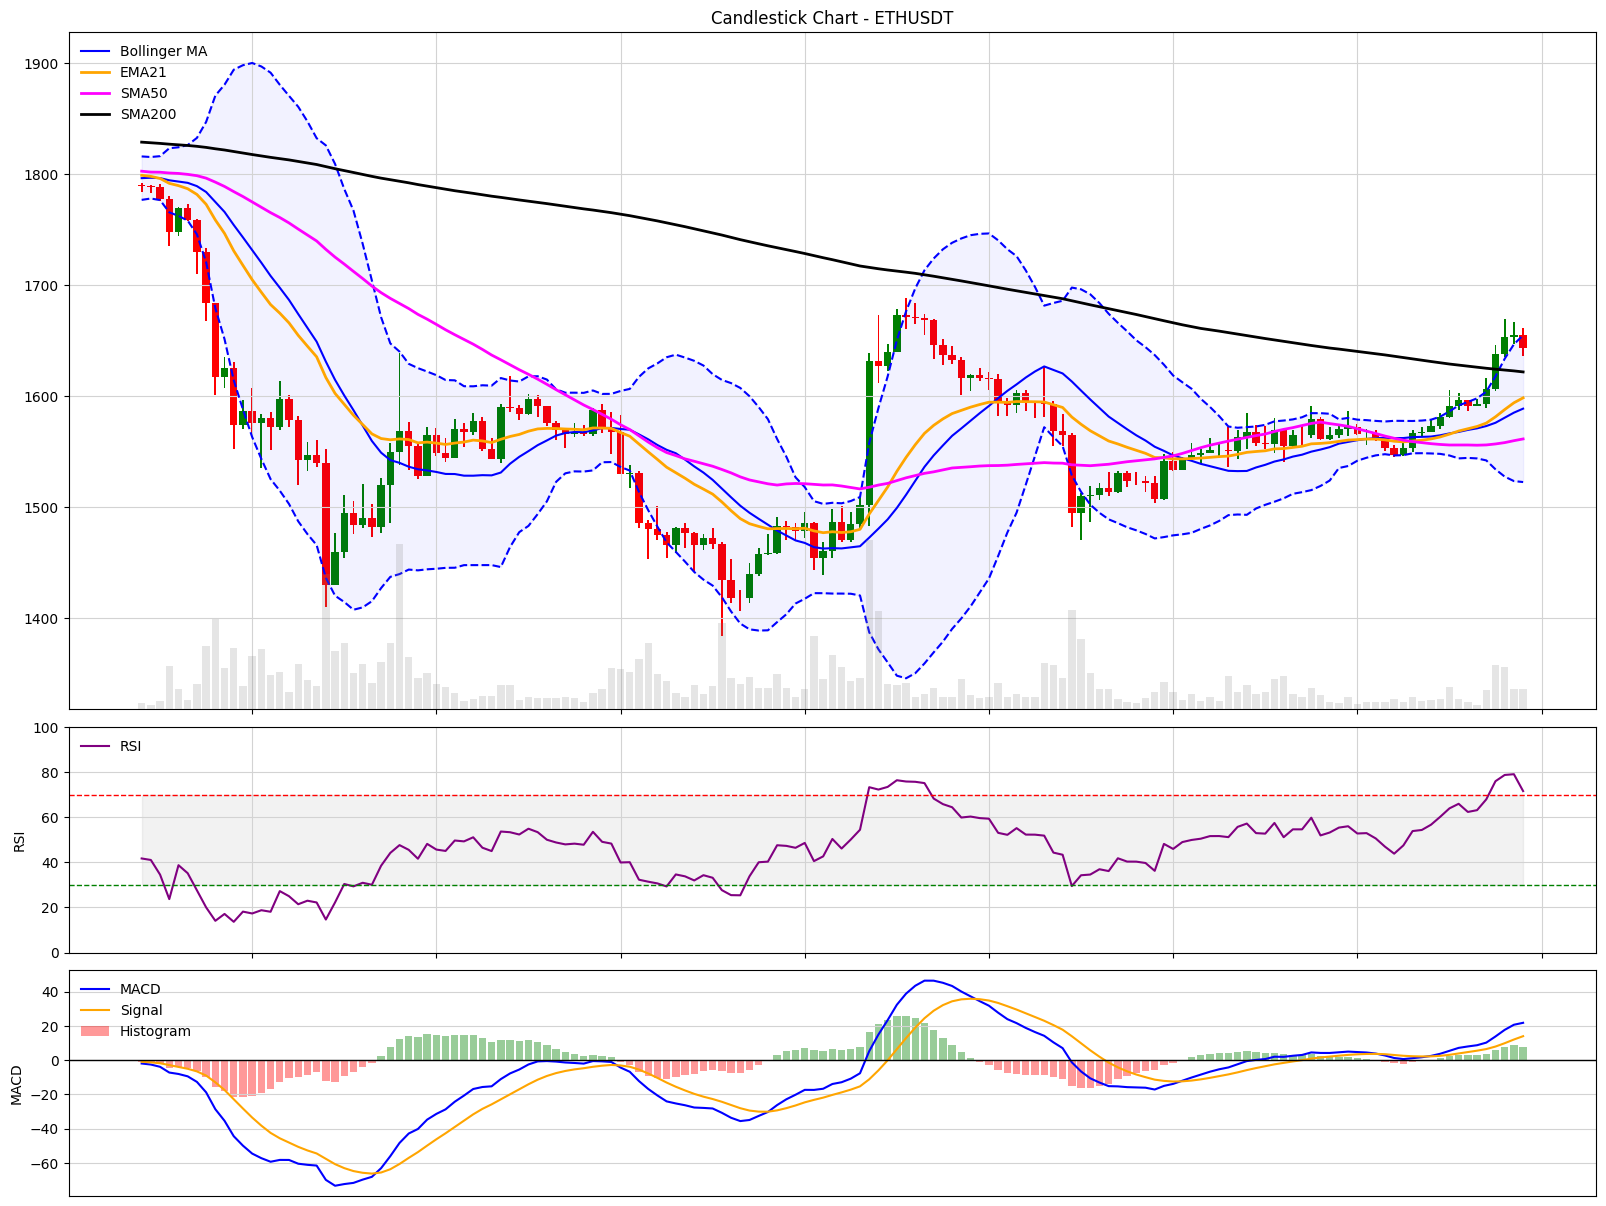 Candlestick Chart - ETHUSDT
Bollinger MA
EMA21
SMA50
SMA200
1900
1800
1700
1600
1500
1400
RSI
100
80
60
40
20
0
RSI
MACD
Signal
Histogram
40
20
0
−20
−40
−60
MACD